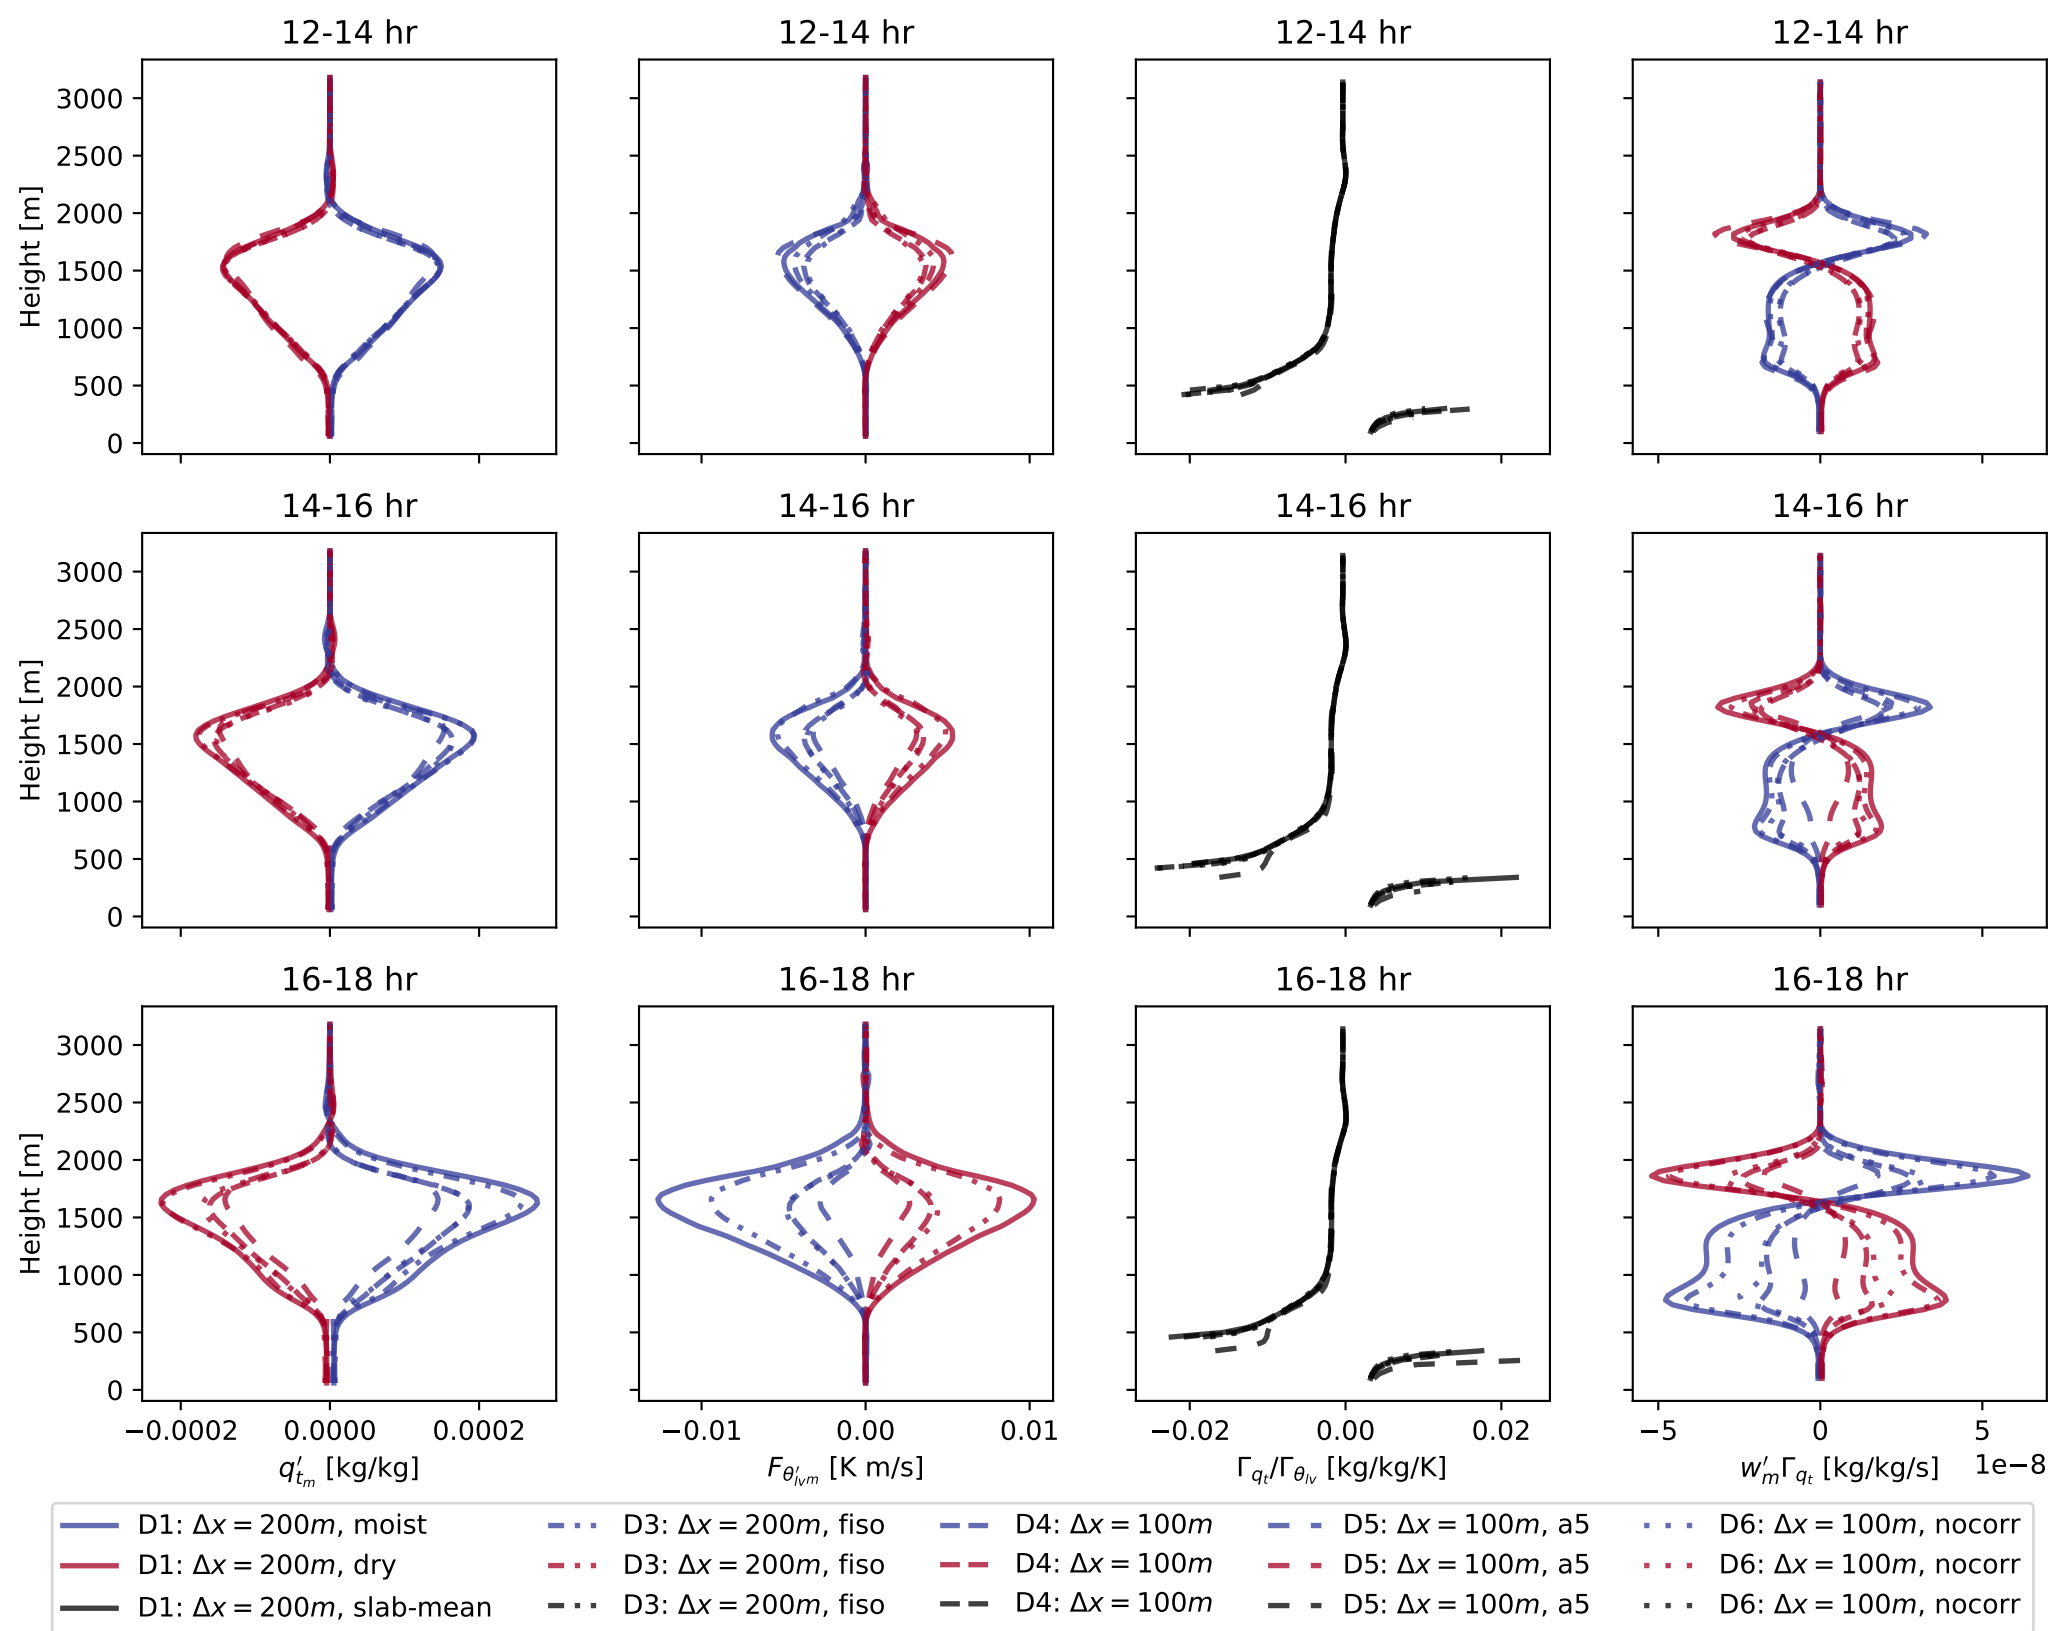 12-14 hr 12-14 hr 12-14 hr 12-14 hr
Height [m]
3000
2500
2000
1500
1000
500
0
14-16 hr 14-16 hr 14-16 hr 14-16 hr
Height [m]
3000
2500
2000
1500
1000
500
0
16-18 hr 16-18 hr 16-18 hr 16-18 hr
Height [m]
3000
2500
2000
1500
1000
500
0
−0.0002 0.0000 0.0002 −0.01 0.00 0.01 −0.02 0.00 0.02 −5 0 5
1e−8
q′ₜₘ [kg/kg] F_θ′ₗᵥₘ [K m/s] Γ_qₜ/Γ_θₗᵥ [kg/kg/K] w′ₘΓ_qₜ [kg/kg/s]
D1: Δx = 200m, moist D3: Δx = 200m, fiso D4: Δx = 100m D5: Δx = 100m, a5 D6: Δx = 100m, nocorr
D1: Δx = 200m, dry D3: Δx = 200m, fiso D4: Δx = 100m D5: Δx = 100m, a5 D6: Δx = 100m, nocorr
D1: Δx = 200m, slab-mean D3: Δx = 200m, fiso D4: Δx = 100m D5: Δx = 100m, a5 D6: Δx = 100m, nocorr